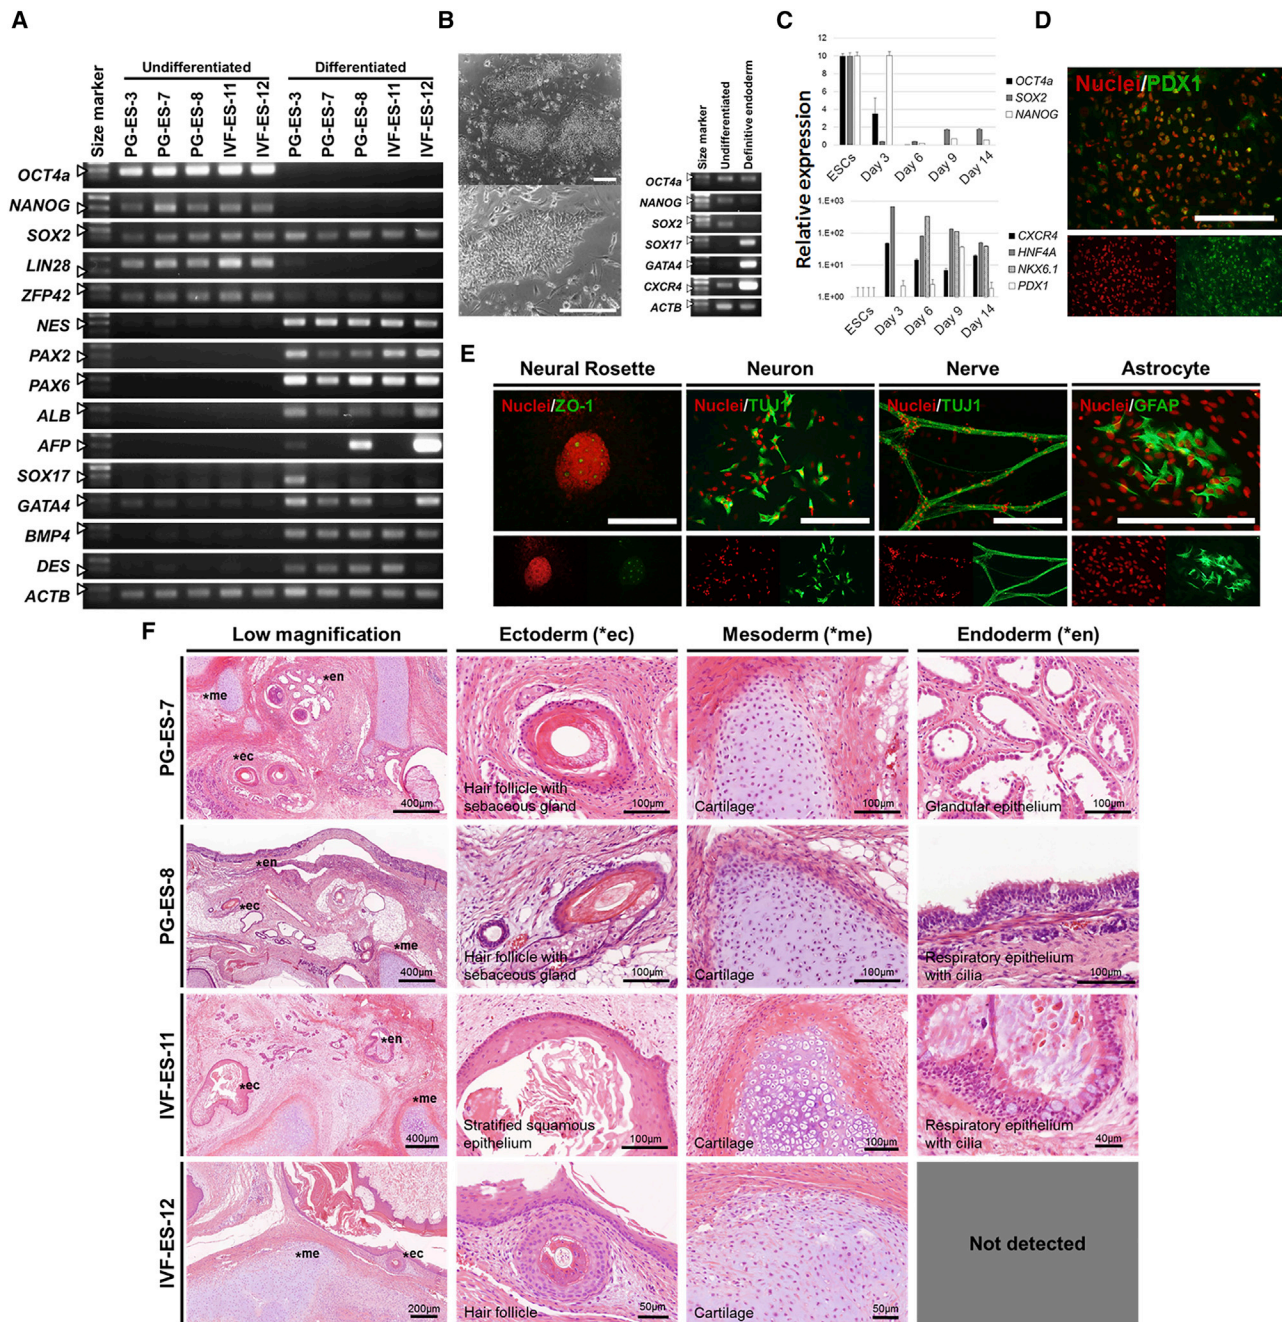 A
Undifferentiated
Differentiated
Size marker
PG-ES-3
PG-ES-7
PG-ES-8
IVF-ES-11
IVF-ES-12
PG-ES-3
PG-ES-7
PG-ES-8
IVF-ES-11
IVF-ES-12
OCT4a
NANOG
SOX2
LIN28
ZFP42
NES
PAX2
PAX6
ALB
AFP
SOX17
GATA4
BMP4
DES
ACTB
B
Size marker
Undifferentiated
Definitive endoderm
OCT4a
NANOG
SOX2
SOX17
GATA4
CXCR4
ACTB
C
Relative expression
12
10
8
6
4
2
0
ESCs
Day 3
Day 6
Day 9
Day 14
OCT4a
SOX2
NANOG
1.E+03
1.E+02
1.E+01
1.E+00
ESCs
Day 3
Day 6
Day 9
Day 14
CXCR4
HNF4A
NKX6.1
PDX1
D
Nuclei/PDX1
E
Neural Rosette
Neuron
Nerve
Astrocyte
Nuclei/ZO-1
Nuclei/TUJ1
Nuclei/TUJ1
Nuclei/GFAP
F
Low magnification
Ectoderm (*ec)
Mesoderm (*me)
Endoderm (*en)
PG-ES-7
*me
*en
*ec
400μm
Hair follicle with
sebaceous gland
100μm
Cartilage
100μm
Glandular epithelium
100μm
PG-ES-8
*en
*ec
*me
400μm
Hair follicle with
sebaceous gland
100μm
Cartilage
100μm
Respiratory epithelium
with cilia
100μm
IVF-ES-11
*en
*ec
*me
400μm
Stratified squamous
epithelium
100μm
Cartilage
100μm
Respiratory epithelium
with cilia
40μm
IVF-ES-12
*me
*ec
200μm
Hair follicle
50μm
Cartilage
50μm
Not detected